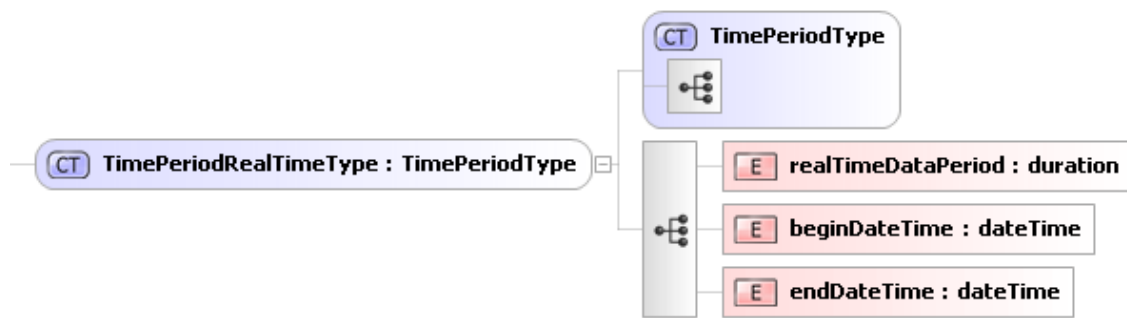 CT TimePeriodType
CT TimePeriodRealTimeType : TimePeriodType
E realTimeDataPeriod : duration
E beginDateTime : dateTime
E endDateTime : dateTime